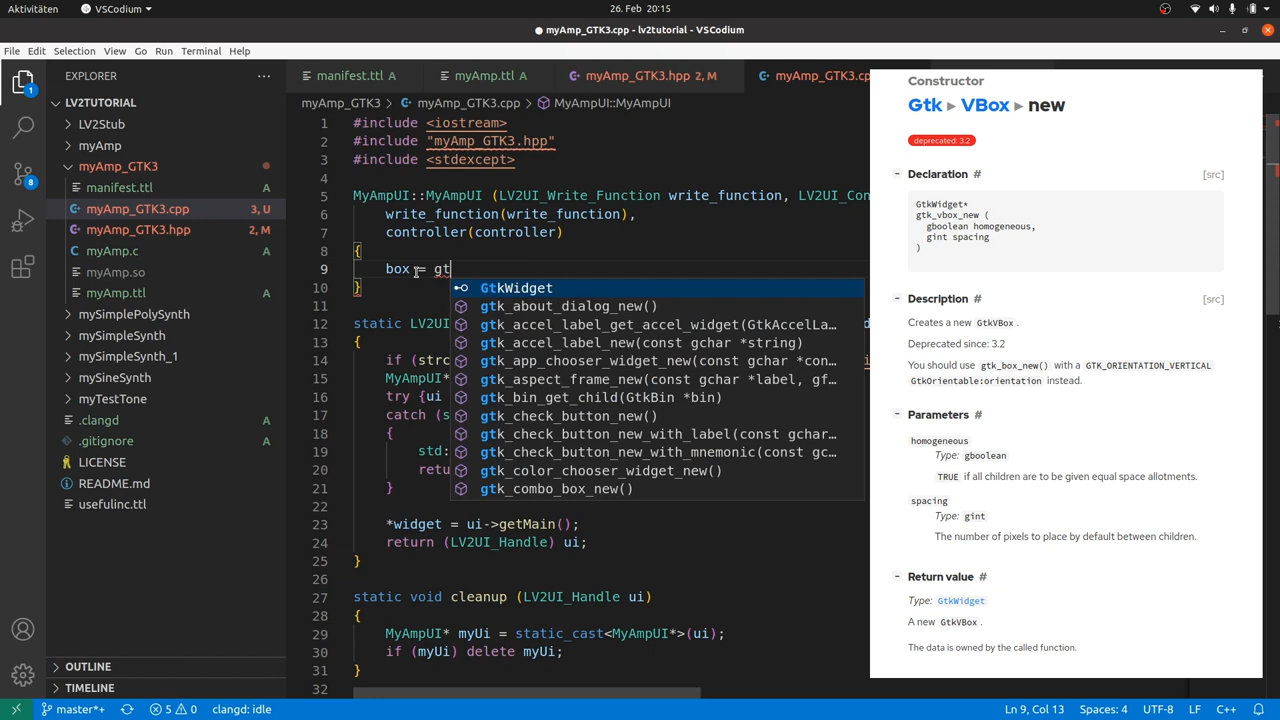 Aktivitäten
VSCodium
26. Feb 20:15
● myAmp_GTK3.cpp - lv2tutorial - VSCodium
File Edit Selection View Go Run Terminal Help
EXPLORER
LV2TUTORIAL
LV2Stub
myAmp
myAmp_GTK3
manifest.ttl A
myAmp_GTK3.cpp 3, U
myAmp_GTK3.hpp 2, M
myAmp.c A
myAmp.so
myAmp.ttl A
mySimplePolySynth
mySimpleSynth
mySimpleSynth_1
mySineSynth
myTestTone
.clangd A
.gitignore A
LICENSE
README.md
usefulinc.ttl
OUTLINE
TIMELINE
manifest.ttl A myAmp.ttl A myAmp_GTK3.hpp 2, M myAmp_GTK3.cp
myAmp_GTK3 > myAmp_GTK3.cpp > MyAmpUI::MyAmpUI
1 #include <iostream>
2 #include "myAmp_GTK3.hpp"
3 #include <stdexcept>
4
5 MyAmpUI::MyAmpUI (LV2UI_Write_Function write_function, LV2UI_Con
6 write_function(write_function),
7 controller(controller)
8 {
9 box = gt
10 }
11
12 static LV2UI
13 {
14 if (strc
15 MyAmpUI*
16 try {ui
17 catch (s
18 {
19 std:
20 retu
21 }
22
23 *widget = ui->getMain();
24 return (LV2UI_Handle) ui;
25 }
26
27 static void cleanup (LV2UI_Handle ui)
28 {
29 MyAmpUI* myUi = static_cast<MyAmpUI*>(ui);
30 if (myUi) delete myUi;
31 }
32
GtkWidget
gtk_about_dialog_new()
gtk_accel_label_get_accel_widget(GtkAccelLa…
gtk_accel_label_new(const gchar *string)
gtk_app_chooser_widget_new(const gchar *con…
gtk_aspect_frame_new(const gchar *label, gf…
gtk_bin_get_child(GtkBin *bin)
gtk_check_button_new()
gtk_check_button_new_with_label(const gchar…
gtk_check_button_new_with_mnemonic(const gc…
gtk_color_chooser_widget_new()
gtk_combo_box_new()
Constructor
Gtk ▸ VBox ▸ new
deprecated: 3.2
− Declaration # [src]
GtkWidget*
gtk_vbox_new (
gboolean homogeneous,
gint spacing
)
− Description # [src]
Creates a new GtkVBox.
Deprecated since: 3.2
You should use gtk_box_new() with a GTK_ORIENTATION_VERTICAL
GtkOrientable:orientation instead.
− Parameters #
homogeneous
Type: gboolean
TRUE if all children are to be given equal space allotments.
spacing
Type: gint
The number of pixels to place by default between children.
− Return value #
Type: GtkWidget
A new GtkVBox.
The data is owned by the called function.
1
8
master*+ 5 0 clangd: idle
Ln 9, Col 13 Spaces: 4 UTF-8 LF C++